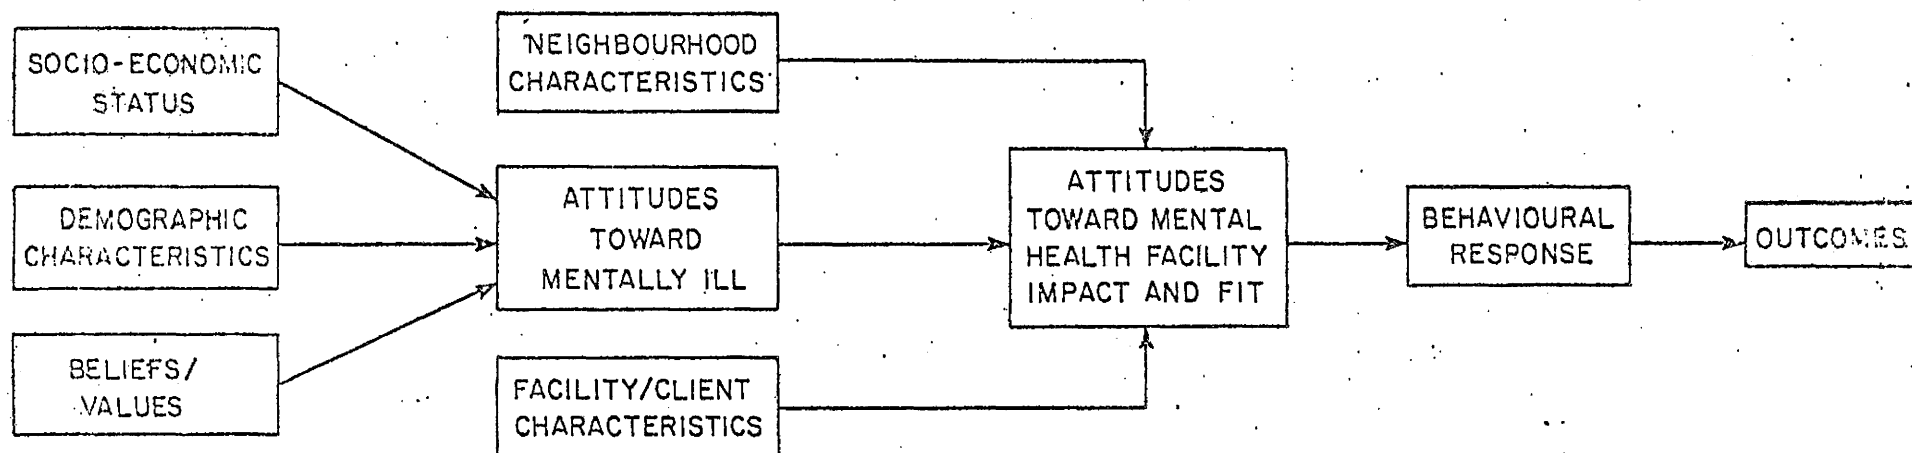 SOCIO-ECONOMIC
STATUS
DEMOGRAPHIC
CHARACTERISTICS
BELIEFS/
VALUES
NEIGHBOURHOOD
CHARACTERISTICS
ATTITUDES
TOWARD
MENTALLY ILL
FACILITY/CLIENT
CHARACTERISTICS
ATTITUDES
TOWARD MENTAL
HEALTH FACILITY
IMPACT AND FIT
BEHAVIOURAL
RESPONSE
OUTCOMES